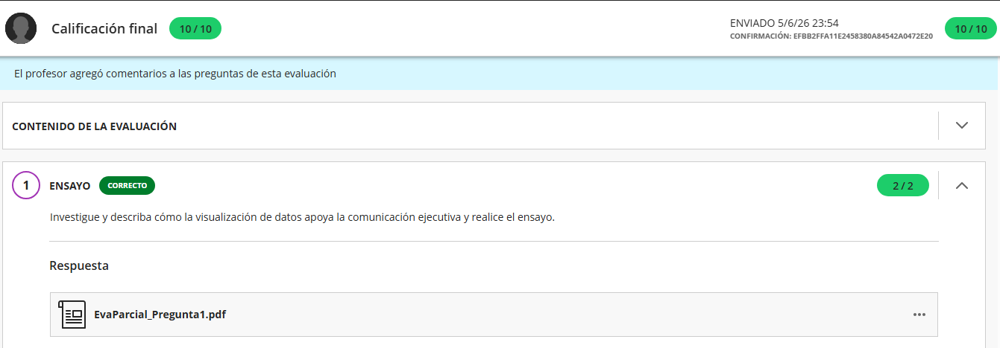 Calificación final
10 / 10
ENVIADO 5/6/26 23:54
CONFIRMACIÓN: EFBB2FFA11E2458380A84542A0472E20
10 / 10
El profesor agregó comentarios a las preguntas de esta evaluación
CONTENIDO DE LA EVALUACIÓN
1
ENSAYO
CORRECTO
2 / 2
Investigue y describa cómo la visualización de datos apoya la comunicación ejecutiva y realice el ensayo.
Respuesta
EvaParcial_Pregunta1.pdf